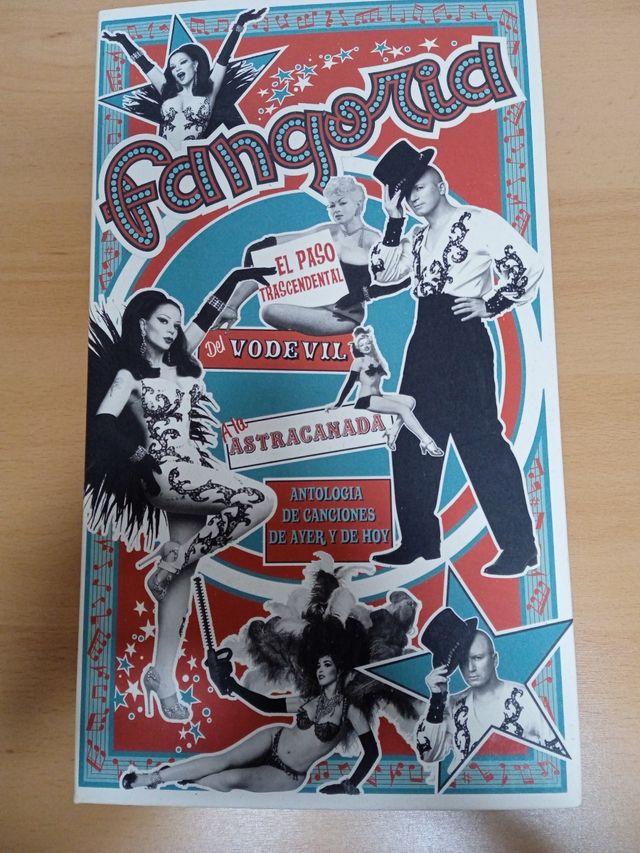 fangoria
EL PASO
TRASCENDENTAL
Del VODEVIL
A la
ASTRACANADA
ANTOLOGIA
DE CANCIONES
DE AYER Y DE HOY